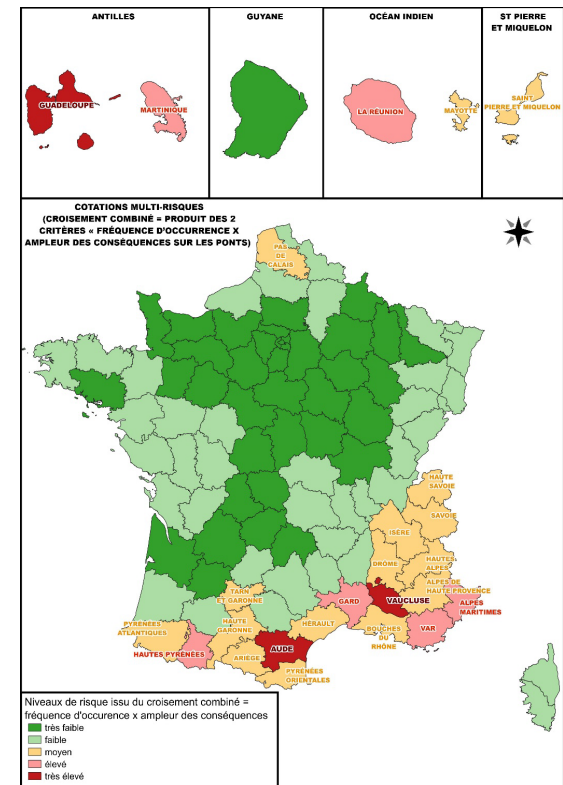 ANTILLES
GUYANE
OCÉAN INDIEN
ST PIERRE
ET MIQUELON
GUADELOUPE
MARTINIQUE
LA RÉUNION
MAYOTTE
SAINT
PIERRE ET MIQUELON
COTATIONS MULTI-RISQUES
(CROISEMENT COMBINÉ = PRODUIT DES 2
CRITÈRES « FRÉQUENCE D'OCCURRENCE X
AMPLEUR DES CONSÉQUENCES SUR LES PONTS)
PAS
DE
CALAIS
HAUTE
SAVOIE
SAVOIE
ISÈRE
HAUTES
ALPES
DRÔME
ALPES DE
HAUTE PROVENCE
TARN
ET GARONNE
GARD
VAUCLUSE
ALPES
MARITIMES
PYRÉNÉES
ATLANTIQUES
HAUTE
GARONNE
HÉRAULT
BOUCHES
DU
RHÔNE
VAR
HAUTES PYRÉNÉES
ARIEGE
AUDE
PYRÉNÉES
ORIENTALES
Niveaux de risque issu du croisement combiné =
fréquence d'occurence x ampleur des conséquences
très faible
faible
moyen
élevé
très élevé